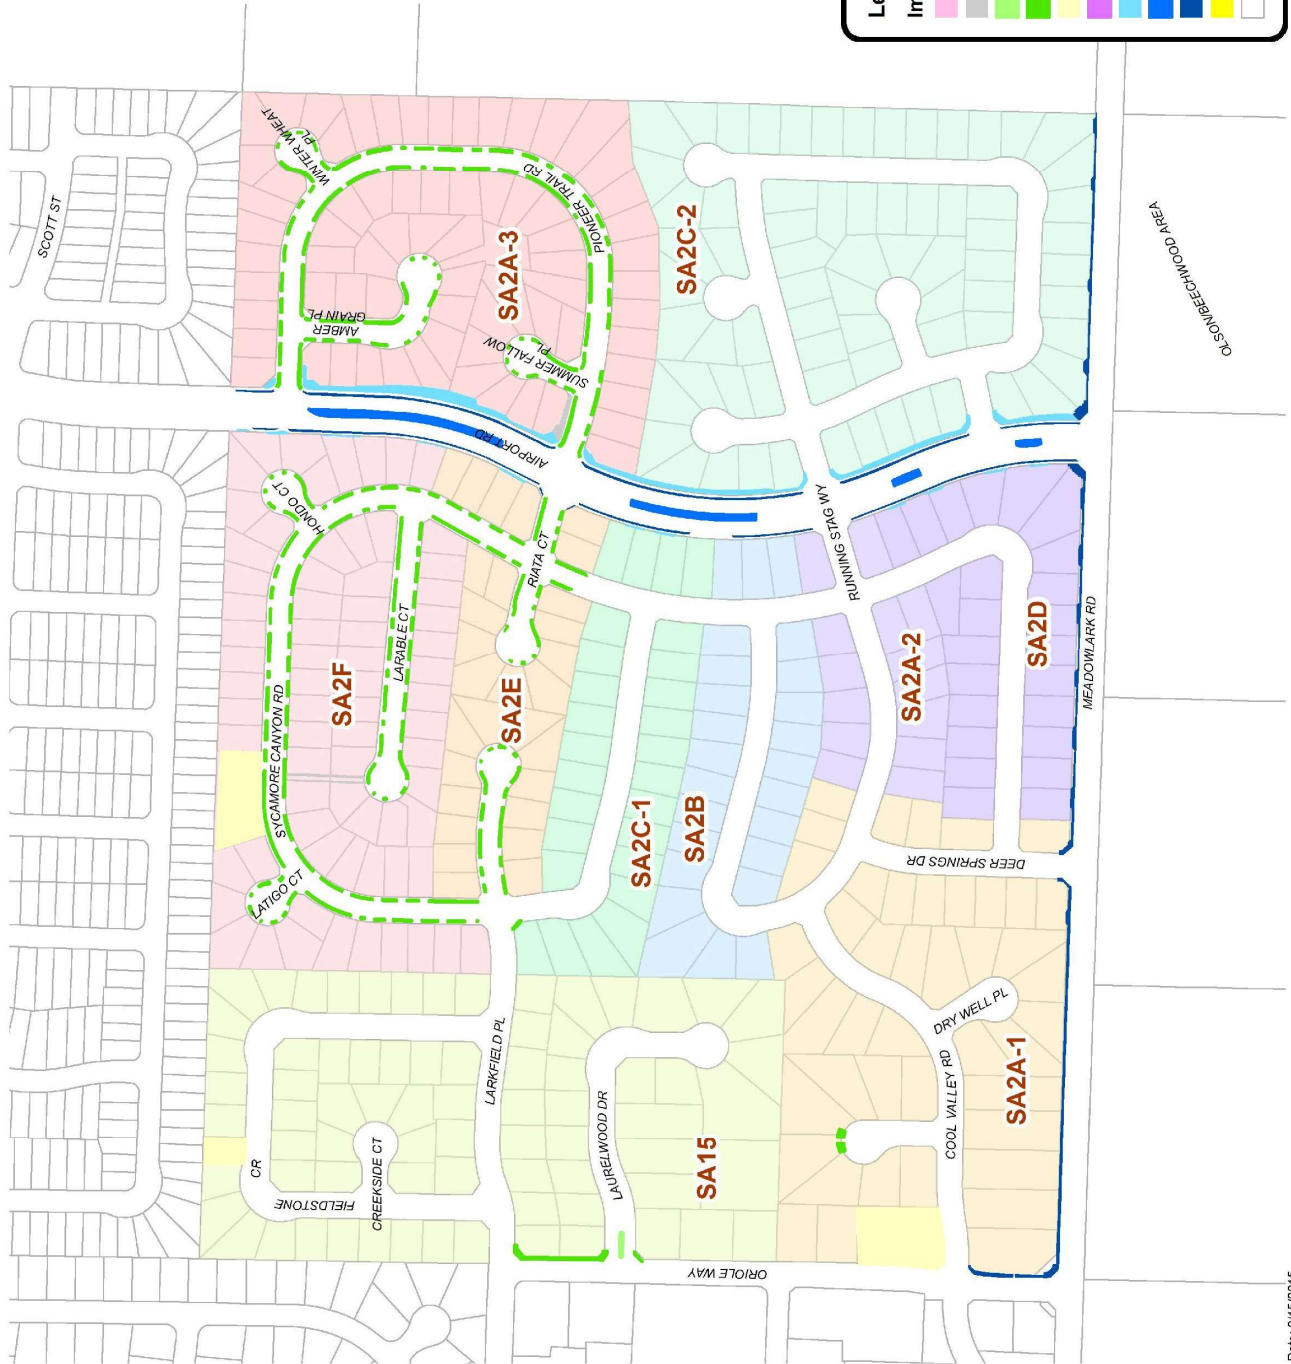 Le
Im
SCOTT ST
WINTER WHEAT
PL
PIONEER TRAIL RD
SA2A-3
AMBER
GRAIN PL
SUMMER FALLOW
PL
SA2C-2
OLSON/BEECHWOOD AREA
AIRPORT RD
HONDO CT
RIATA CT
RUNNING STAG WY
LARABLE CT
SA2F
SA2E
SYCAMORE CANYON RD
SA2A-2
SA2D
MEADOWLARK RD
SA2C-1
SA2B
LATIGO CT
DEER SPRINGS DR
DRY WELL PL
LARKFIELD PL
COOL VALLEY RD
SA2A-1
LAURELWOOD DR
SA15
CR
CREEKSIDE CT
FIELDSTONE
ORIOLE WAY